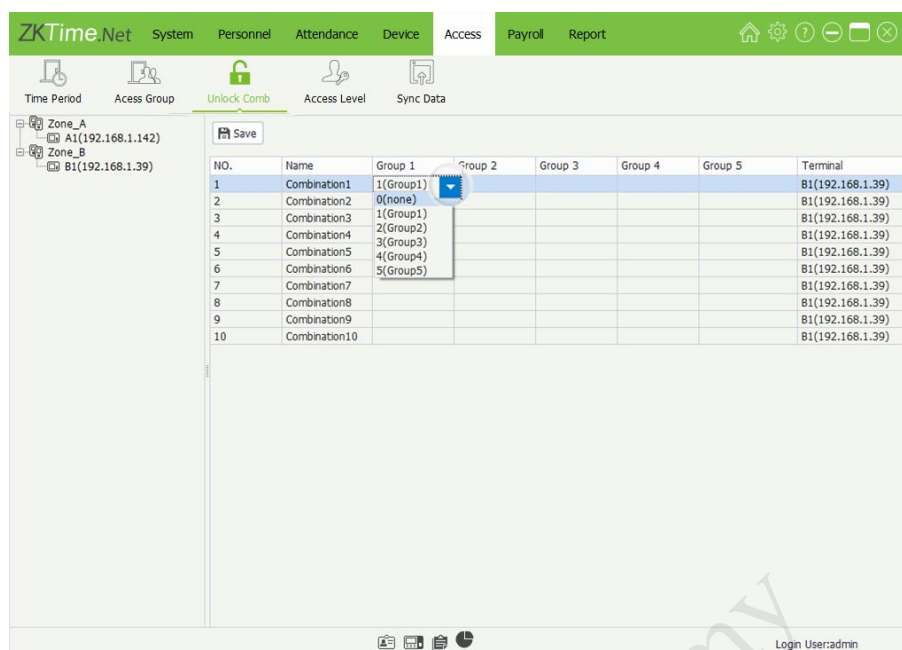 ZKTime.Net System Personnel Attendance Device Access Payroll Report
Time Period Acess Group Unlock Comb Access Level Sync Data
Zone_A
A1(192.168.1.142)
Zone_B
B1(192.168.1.39)
Save
NO. Name Group 1 Group 2 Group 3 Group 4 Group 5 Terminal
1 Combination1 1(Group1) B1(192.168.1.39)
2 Combination2 B1(192.168.1.39)
3 Combination3 B1(192.168.1.39)
4 Combination4 B1(192.168.1.39)
5 Combination5 B1(192.168.1.39)
6 Combination6 B1(192.168.1.39)
7 Combination7 B1(192.168.1.39)
8 Combination8 B1(192.168.1.39)
9 Combination9 B1(192.168.1.39)
10 Combination10 B1(192.168.1.39)
0(none)
1(Group1)
2(Group2)
3(Group3)
4(Group4)
5(Group5)
Login User:admin